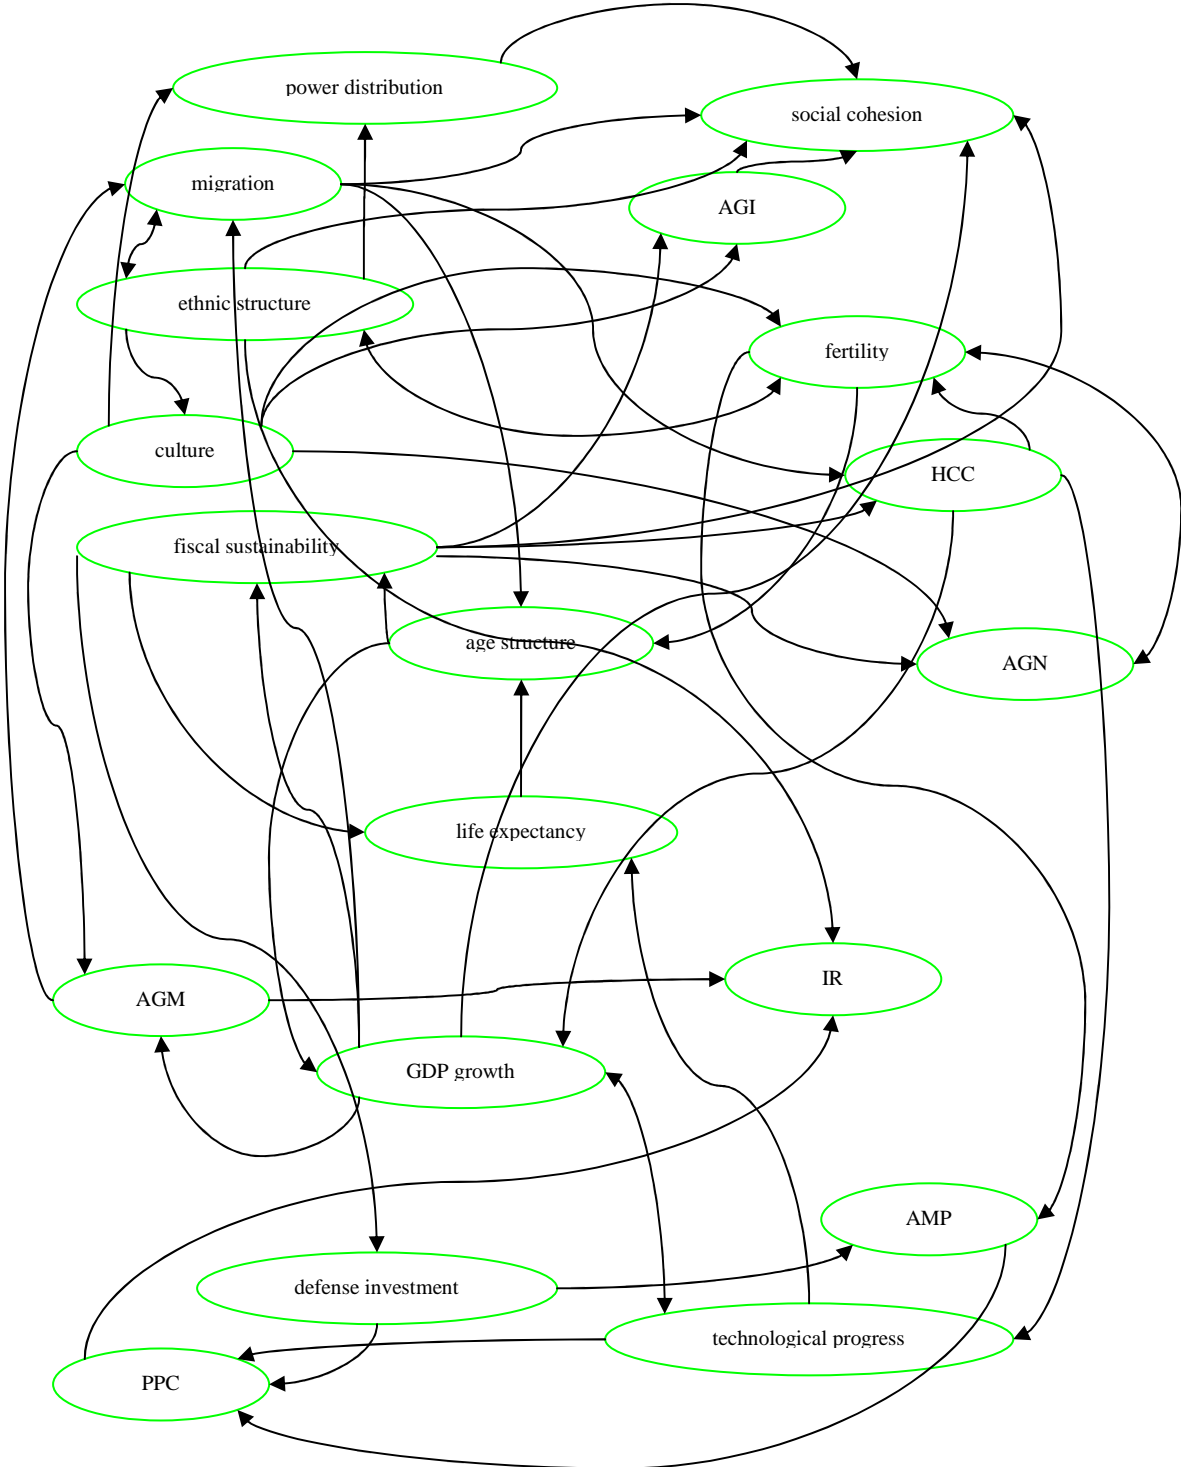 power distribution
social cohesion
migration
AGI
ethnic structure
fertility
culture
HCC
fiscal sustainability
age structure
AGN
life expectancy
IR
AGM
GDP growth
AMP
defense investment
technological progress
PPC